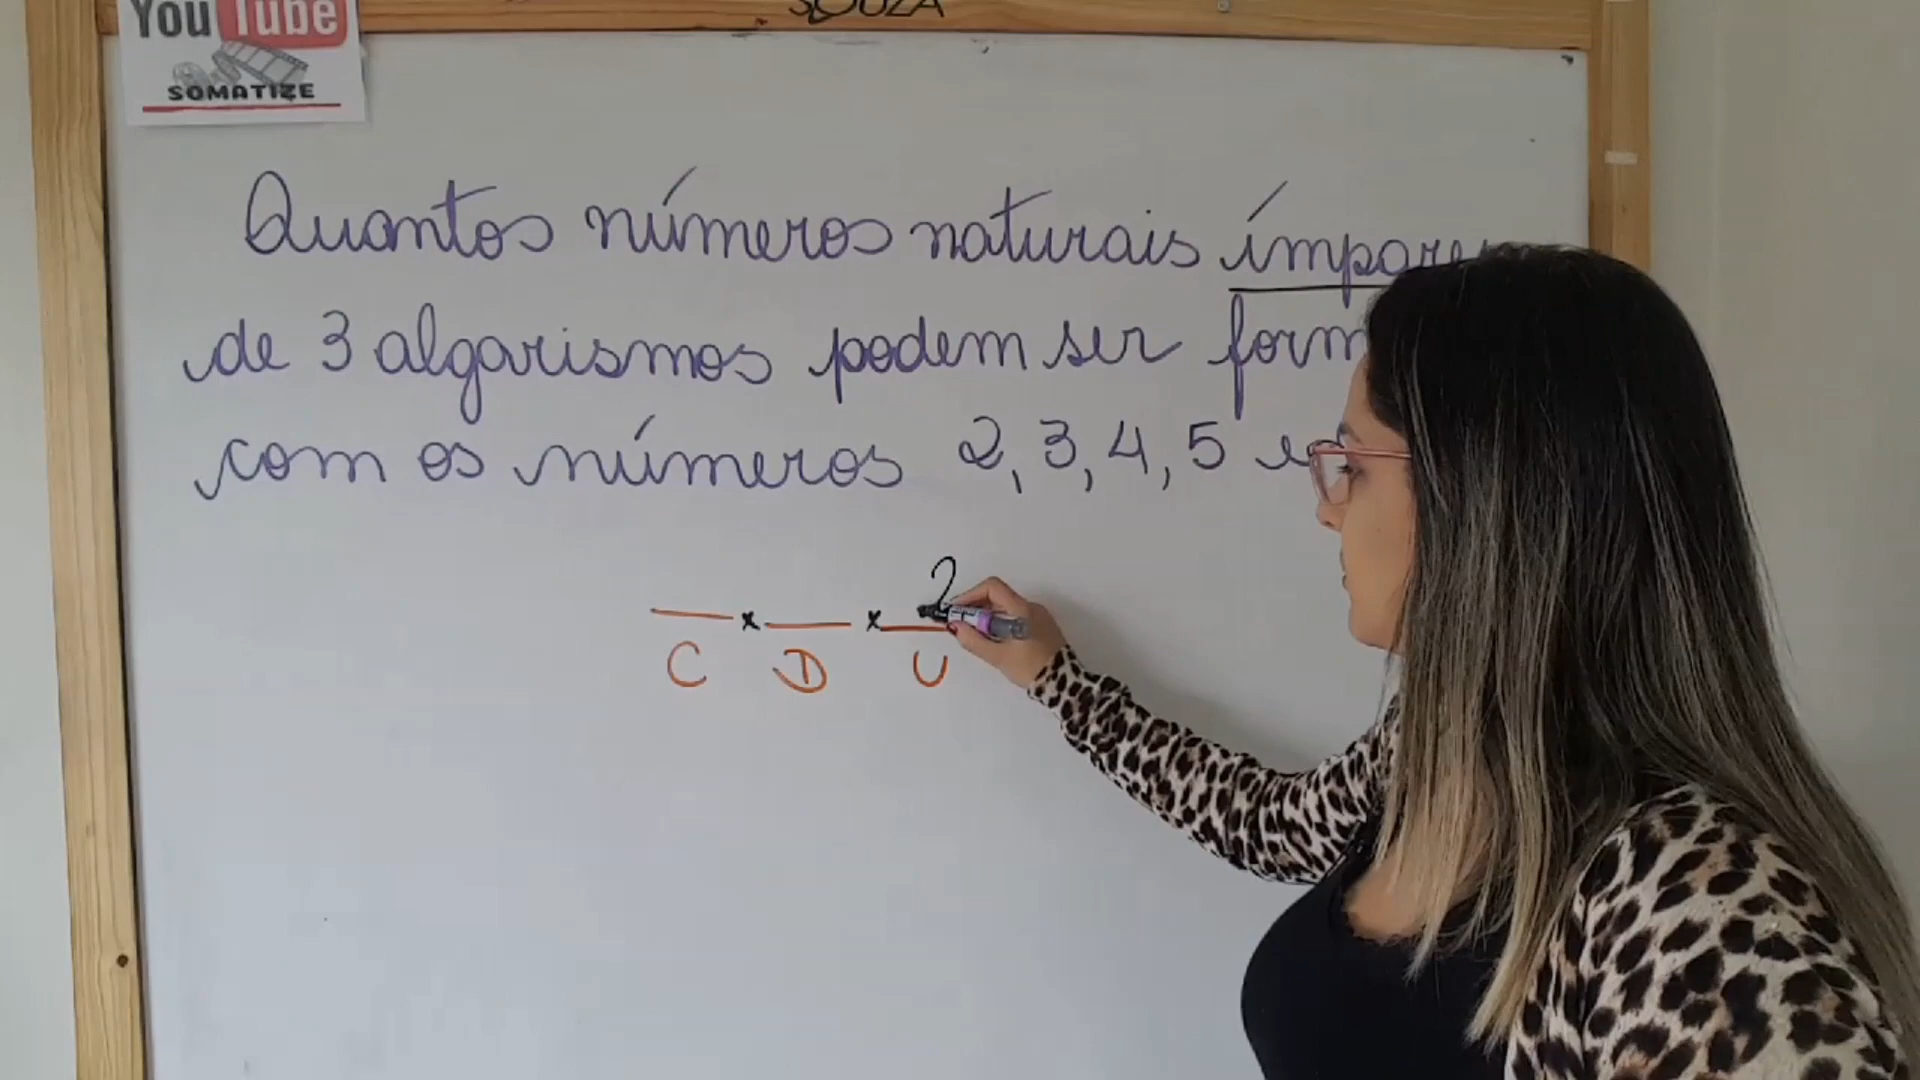 SOUZA
YouTube
SOMATIZE
Quantos números naturais ímpares
de 3 algarismos podem ser form
com os números 2, 3, 4, 5 e
2
x x
C D U